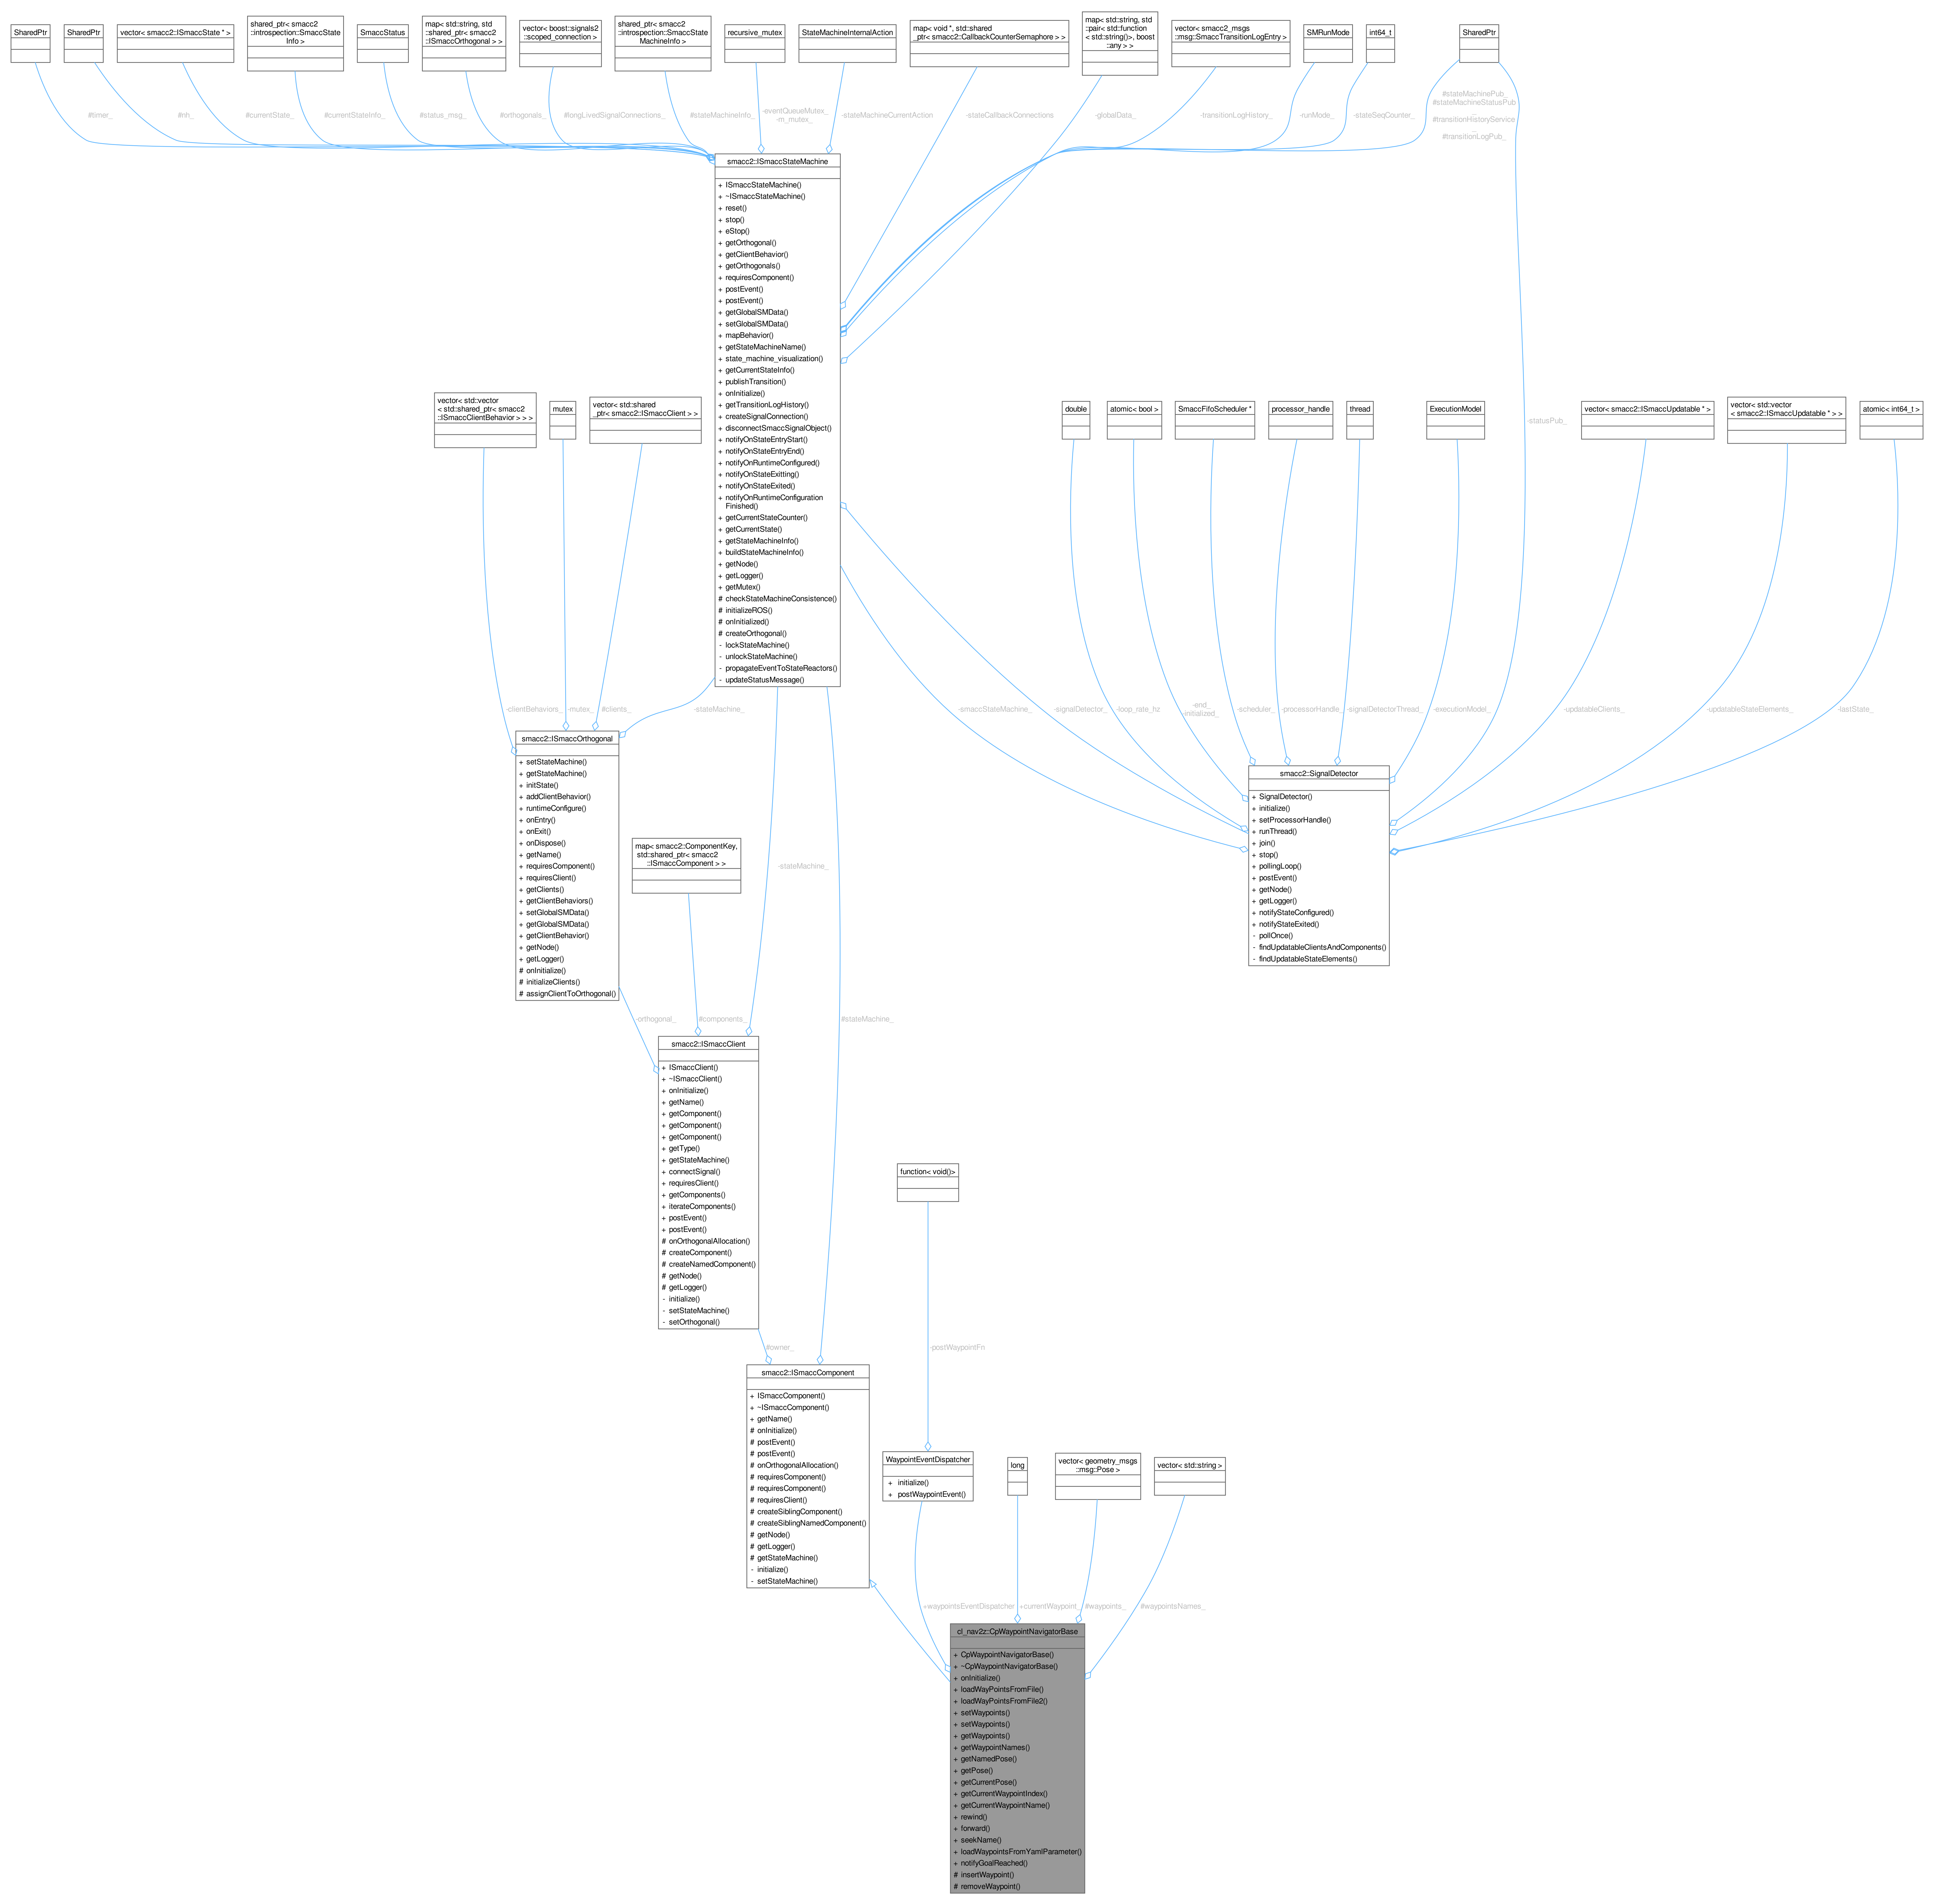 SharedPtr
SharedPtr
vector< smacc2::ISmaccState * >
shared_ptr< smacc2
::introspection::SmaccState
Info >
SmaccStatus
map< std::string, std
::shared_ptr< smacc2
::ISmaccOrthogonal > >
vector< boost::signals2
::scoped_connection >
shared_ptr< smacc2
::introspection::SmaccState
MachineInfo >
recursive_mutex
StateMachineInternalAction
map< void *, std::shared
_ptr< smacc2::CallbackCounterSemaphore > >
map< std::string, std
::pair< std::function
< std::string()>, boost
::any > >
vector< smacc2_msgs
::msg::SmaccTransitionLogEntry >
SMRunMode
int64_t
SharedPtr
#timer_
#nh_
#currentState_
#currentStateInfo_
#status_msg_
#orthogonals_
#longLivedSignalConnections_
#stateMachineInfo_
-eventQueueMutex_
-m_mutex_
-stateMachineCurrentAction
-stateCallbackConnections
-globalData_
-transitionLogHistory_
-runMode_
-stateSeqCounter_
#stateMachinePub_
#stateMachineStatusPub
_
#transitionHistoryService
_
#transitionLogPub_
smacc2::ISmaccStateMachine
+ ISmaccStateMachine()
+ ~ISmaccStateMachine()
+ reset()
+ stop()
+ eStop()
+ getOrthogonal()
+ getClientBehavior()
+ getOrthogonals()
+ requiresComponent()
+ postEvent()
+ postEvent()
+ getGlobalSMData()
+ setGlobalSMData()
+ mapBehavior()
+ getStateMachineName()
+ state_machine_visualization()
+ getCurrentStateInfo()
+ publishTransition()
+ onInitialize()
+ getTransitionLogHistory()
+ createSignalConnection()
+ disconnectSmaccSignalObject()
+ notifyOnStateEntryStart()
+ notifyOnStateEntryEnd()
+ notifyOnRuntimeConfigured()
+ notifyOnStateExitting()
+ notifyOnStateExited()
+ notifyOnRuntimeConfiguration
Finished()
+ getCurrentStateCounter()
+ getCurrentState()
+ getStateMachineInfo()
+ buildStateMachineInfo()
+ getNode()
+ getLogger()
+ getMutex()
# checkStateMachineConsistence()
# initializeROS()
# onInitialized()
# createOrthogonal()
- lockStateMachine()
- unlockStateMachine()
- propagateEventToStateReactors()
- updateStatusMessage()
vector< std::vector
< std::shared_ptr< smacc2
::ISmaccClientBehavior > > >
mutex
vector< std::shared
_ptr< smacc2::ISmaccClient > >
double
atomic< bool >
SmaccFifoScheduler *
processor_handle
thread
ExecutionModel
-statusPub_
vector< smacc2::ISmaccUpdatable * >
vector< std::vector
< smacc2::ISmaccUpdatable * > >
atomic< int64_t >
-clientBehaviors_
-mutex_
#clients_
-stateMachine_
-smaccStateMachine_
-signalDetector_
-loop_rate_hz
-end_
-initialized_
-scheduler_
-processorHandle_
-signalDetectorThread_
-executionModel_
-updatableClients_
-updatableStateElements_
-lastState_
smacc2::ISmaccOrthogonal
+ setStateMachine()
+ getStateMachine()
+ initState()
+ addClientBehavior()
+ runtimeConfigure()
+ onEntry()
+ onExit()
+ onDispose()
+ getName()
+ requiresComponent()
+ requiresClient()
+ getClients()
+ getClientBehaviors()
+ setGlobalSMData()
+ getGlobalSMData()
+ getClientBehavior()
+ getNode()
+ getLogger()
# onInitialize()
# initializeClients()
# assignClientToOrthogonal()
smacc2::SignalDetector
+ SignalDetector()
+ initialize()
+ setProcessorHandle()
+ runThread()
+ join()
+ stop()
+ pollingLoop()
+ postEvent()
+ getNode()
+ getLogger()
+ notifyStateConfigured()
+ notifyStateExited()
- pollOnce()
- findUpdatableClientsAndComponents()
- findUpdatableStateElements()
map< smacc2::ComponentKey,
std::shared_ptr< smacc2
::ISmaccComponent > >
-stateMachine_
-orthogonal_
#components_
#stateMachine_
smacc2::ISmaccClient
+ ISmaccClient()
+ ~ISmaccClient()
+ onInitialize()
+ getName()
+ getComponent()
+ getComponent()
+ getComponent()
+ getType()
+ getStateMachine()
+ connectSignal()
+ requiresClient()
+ getComponents()
+ iterateComponents()
+ postEvent()
+ postEvent()
# onOrthogonalAllocation()
# createComponent()
# createNamedComponent()
# getNode()
# getLogger()
- initialize()
- setStateMachine()
- setOrthogonal()
function< void()>
#owner_
-postWaypointFn
smacc2::ISmaccComponent
+ ISmaccComponent()
+ ~ISmaccComponent()
+ getName()
# onInitialize()
# postEvent()
# postEvent()
# onOrthogonalAllocation()
# requiresComponent()
# requiresComponent()
# requiresClient()
# createSiblingComponent()
# createSiblingNamedComponent()
# getNode()
# getLogger()
# getStateMachine()
- initialize()
- setStateMachine()
WaypointEventDispatcher
+ initialize()
+ postWaypointEvent()
long
vector< geometry_msgs
::msg::Pose >
vector< std::string >
+waypointsEventDispatcher
+currentWaypoint_
#waypoints_
#waypointsNames_
cl_nav2z::CpWaypointNavigatorBase
+ CpWaypointNavigatorBase()
+ ~CpWaypointNavigatorBase()
+ onInitialize()
+ loadWayPointsFromFile()
+ loadWayPointsFromFile2()
+ setWaypoints()
+ setWaypoints()
+ getWaypoints()
+ getWaypointNames()
+ getNamedPose()
+ getPose()
+ getCurrentPose()
+ getCurrentWaypointIndex()
+ getCurrentWaypointName()
+ rewind()
+ forward()
+ seekName()
+ loadWaypointsFromYamlParameter()
+ notifyGoalReached()
# insertWaypoint()
# removeWaypoint()